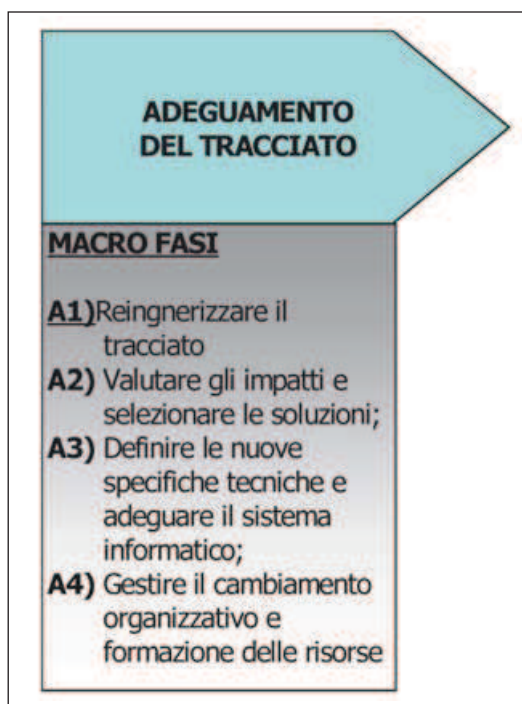 ADEGUAMENTO
DEL TRACCIATO
MACRO FASI
A1)Reingnerizzare il
tracciato
A2) Valutare gli impatti e
selezionare le soluzioni;
A3) Definire le nuove
specifiche tecniche e
adeguare il sistema
informatico;
A4) Gestire il cambiamento
organizzativo e
formazione delle risorse